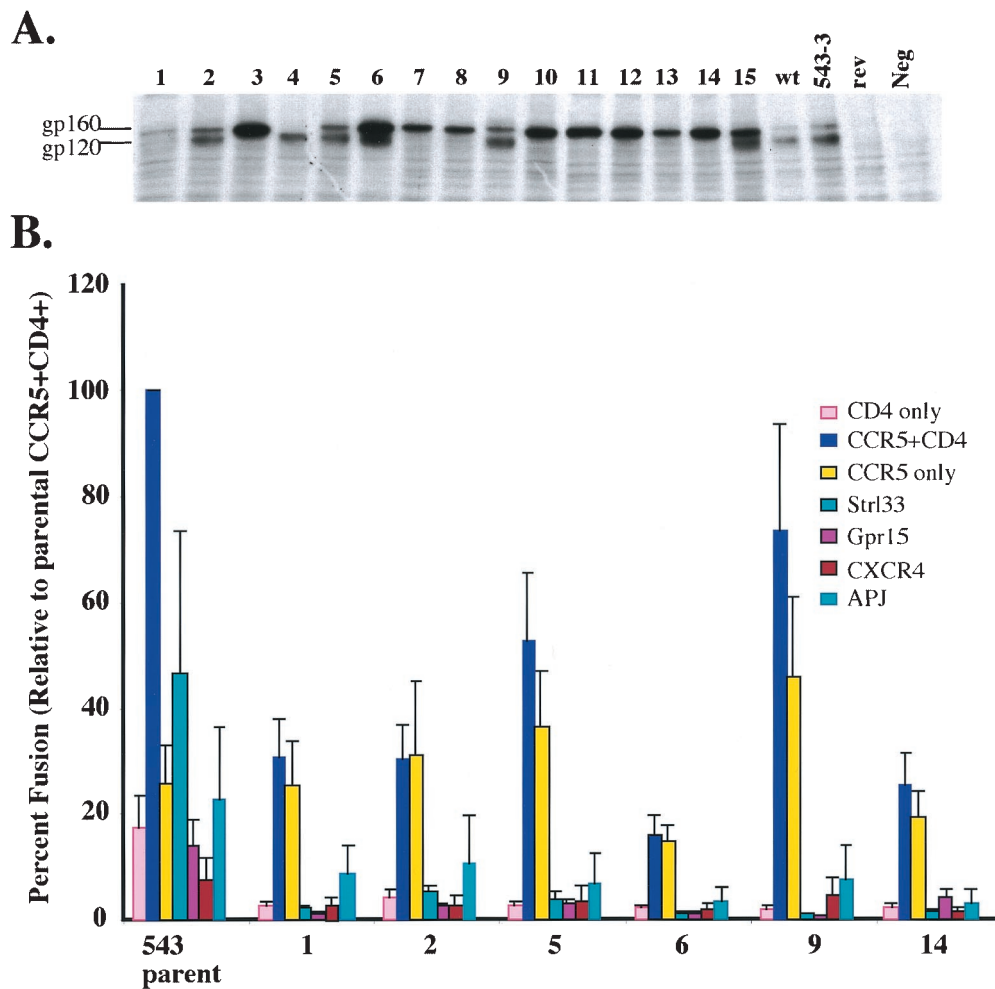 A.
1 2 3 4 5 6 7 8 9 10 11 12 13 14 15 wt 543-3 rev Neg
gp160
gp120
B.
Percent Fusion (Relative to parental CCR5+CD4+)
120
100
80
60
40
20
0
CD4 only
CCR5+CD4
CCR5 only
Strl33
Gpr15
CXCR4
APJ
543 parent
1 2 5 6 9 14